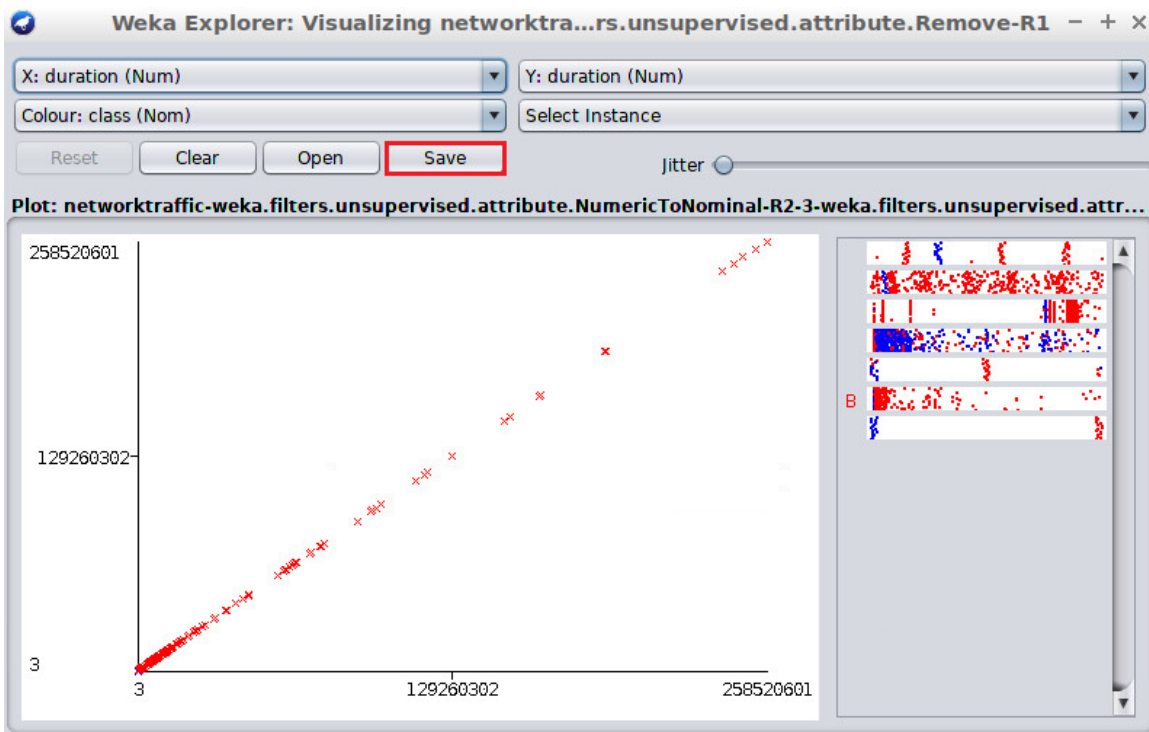 Weka Explorer: Visualizing networktra...rs.unsupervised.attribute.Remove-R1
X: duration (Num)
Y: duration (Num)
Colour: class (Nom)
Select Instance
Reset
Clear
Open
Save
Jitter
Plot: networktraffic-weka.filters.unsupervised.attribute.NumericToNominal-R2-3-weka.filters.unsupervised.attr...
258520601
129260302
3
3
129260302
258520601
B